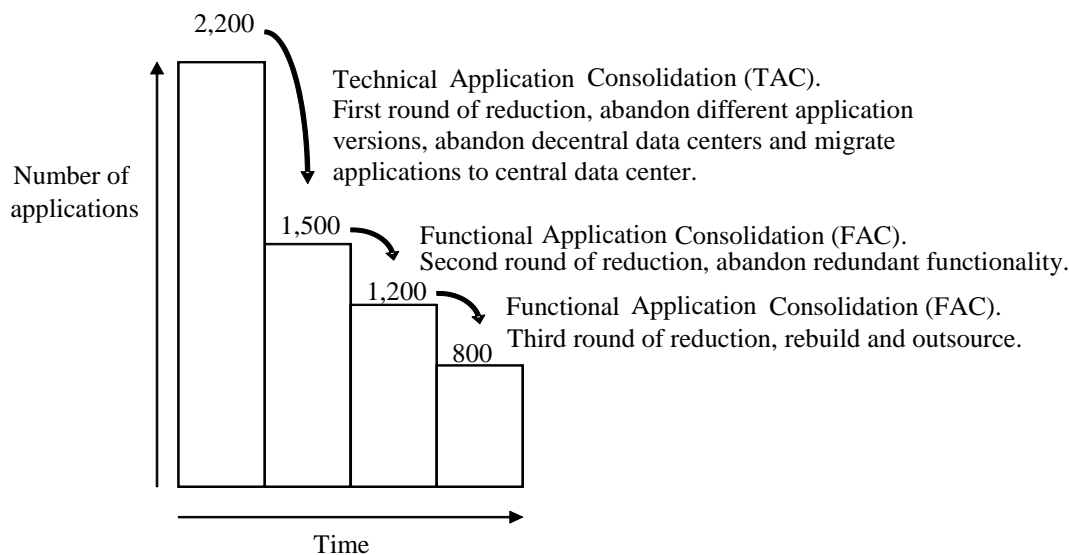 2,200
Technical Application Consolidation (TAC).
First round of reduction, abandon different application
versions, abandon decentral data centers and migrate
applications to central data center.
Number of
applications
1,500
Functional Application Consolidation (FAC).
Second round of reduction, abandon redundant functionality.
1,200
Functional Application Consolidation (FAC).
Third round of reduction, rebuild and outsource.
800
Time